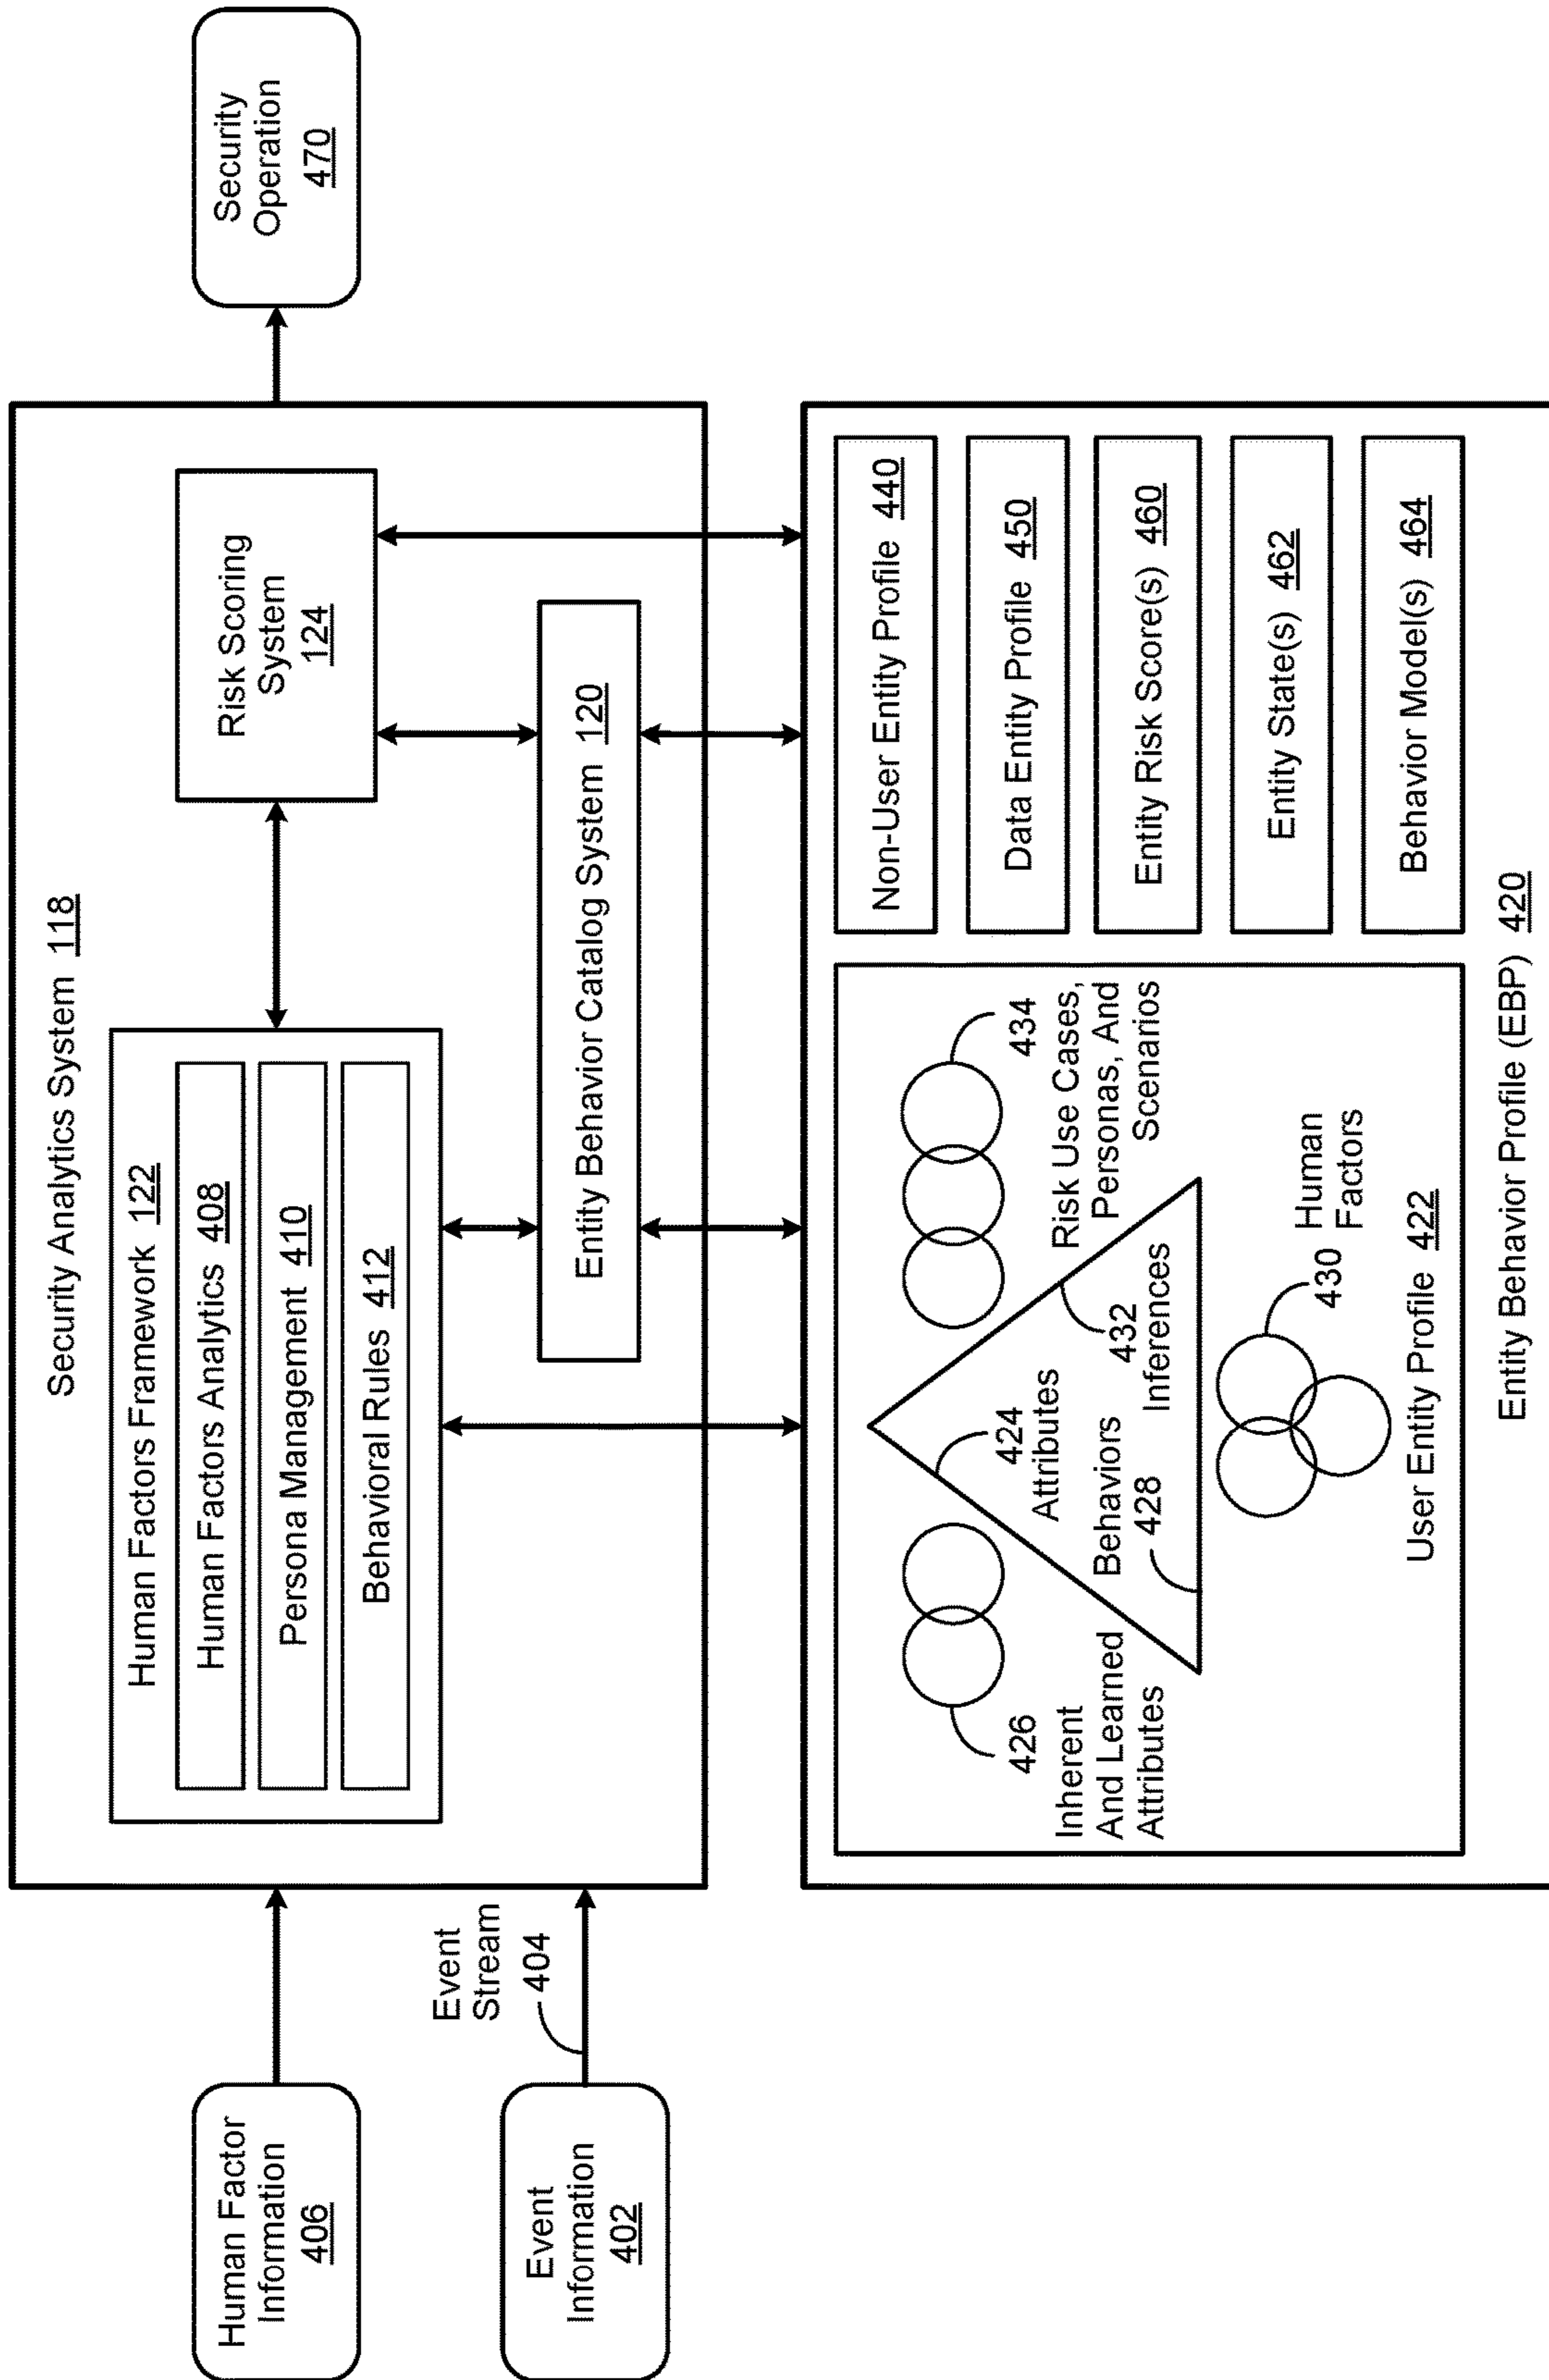 Security Analytics System 118
Human Factor
Information
406
Event
Information
402
Event
Stream
404
Human Factors Framework 122
Human Factors Analytics 408
Persona Management 410
Behavioral Rules 412
Risk Scoring
System
124
Entity Behavior Catalog System 120
Security
Operation
470
426
Inherent
And Learned
Attributes
424
Attributes
Behaviors
428
432
Inferences
434
Risk Use Cases,
Personas, And
Scenarios
Human
Factors
430
User Entity Profile 422
Non-User Entity Profile 440
Data Entity Profile 450
Entity Risk Score(s) 460
Entity State(s) 462
Behavior Model(s) 464
Entity Behavior Profile (EBP) 420